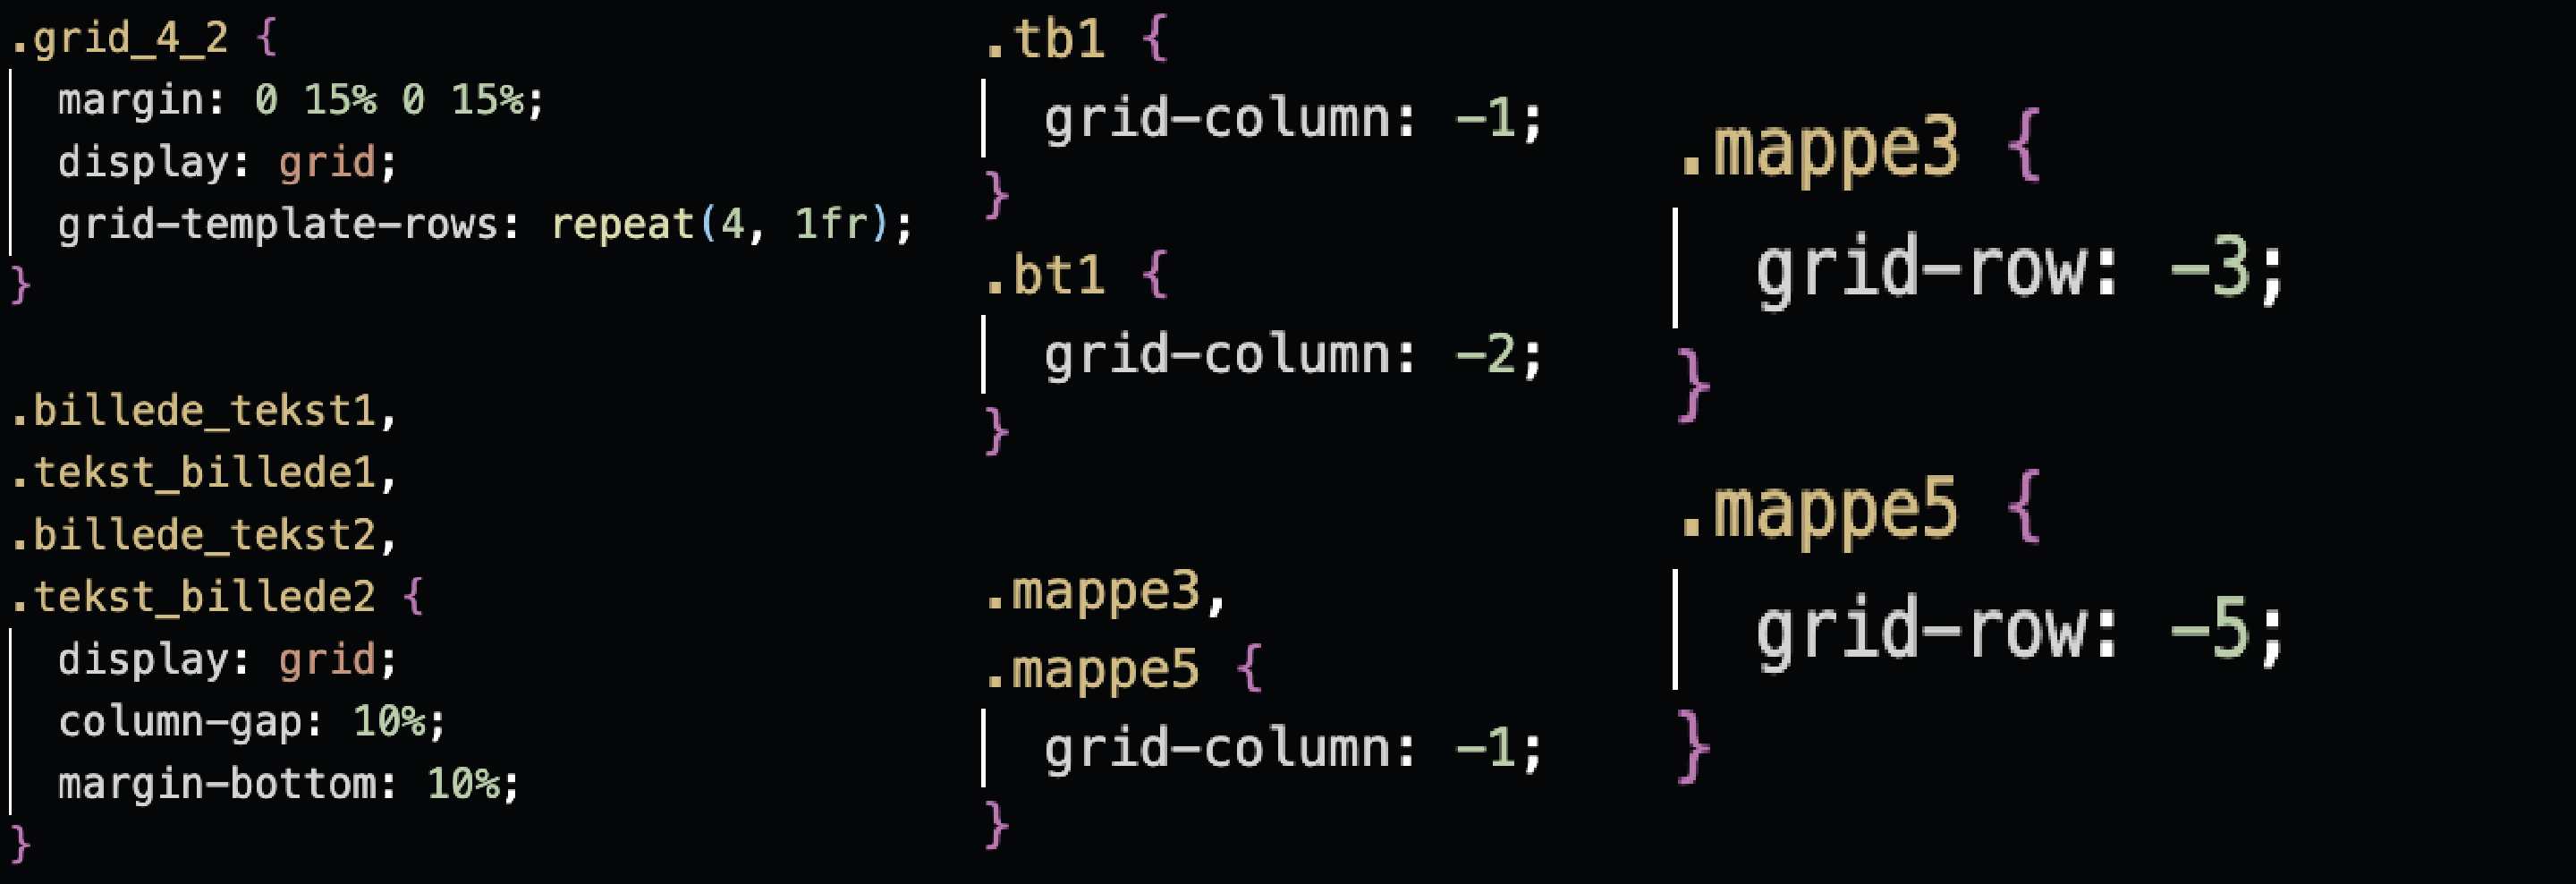 .grid_4_2 {
margin: 0 15% 0 15%;
display: grid;
grid-template-rows: repeat(4, 1fr);
}
.billede_tekst1,
.tekst_billede1,
.billede_tekst2,
.tekst_billede2 {
display: grid;
column-gap: 10%;
margin-bottom: 10%;
}
.tb1 {
grid-column: -1;
}
.bt1 {
grid-column: -2;
}
.mappe3,
.mappe5 {
grid-column: -1;
}
.mappe3 {
grid-row: -3;
}
.mappe5 {
grid-row: -5;
}